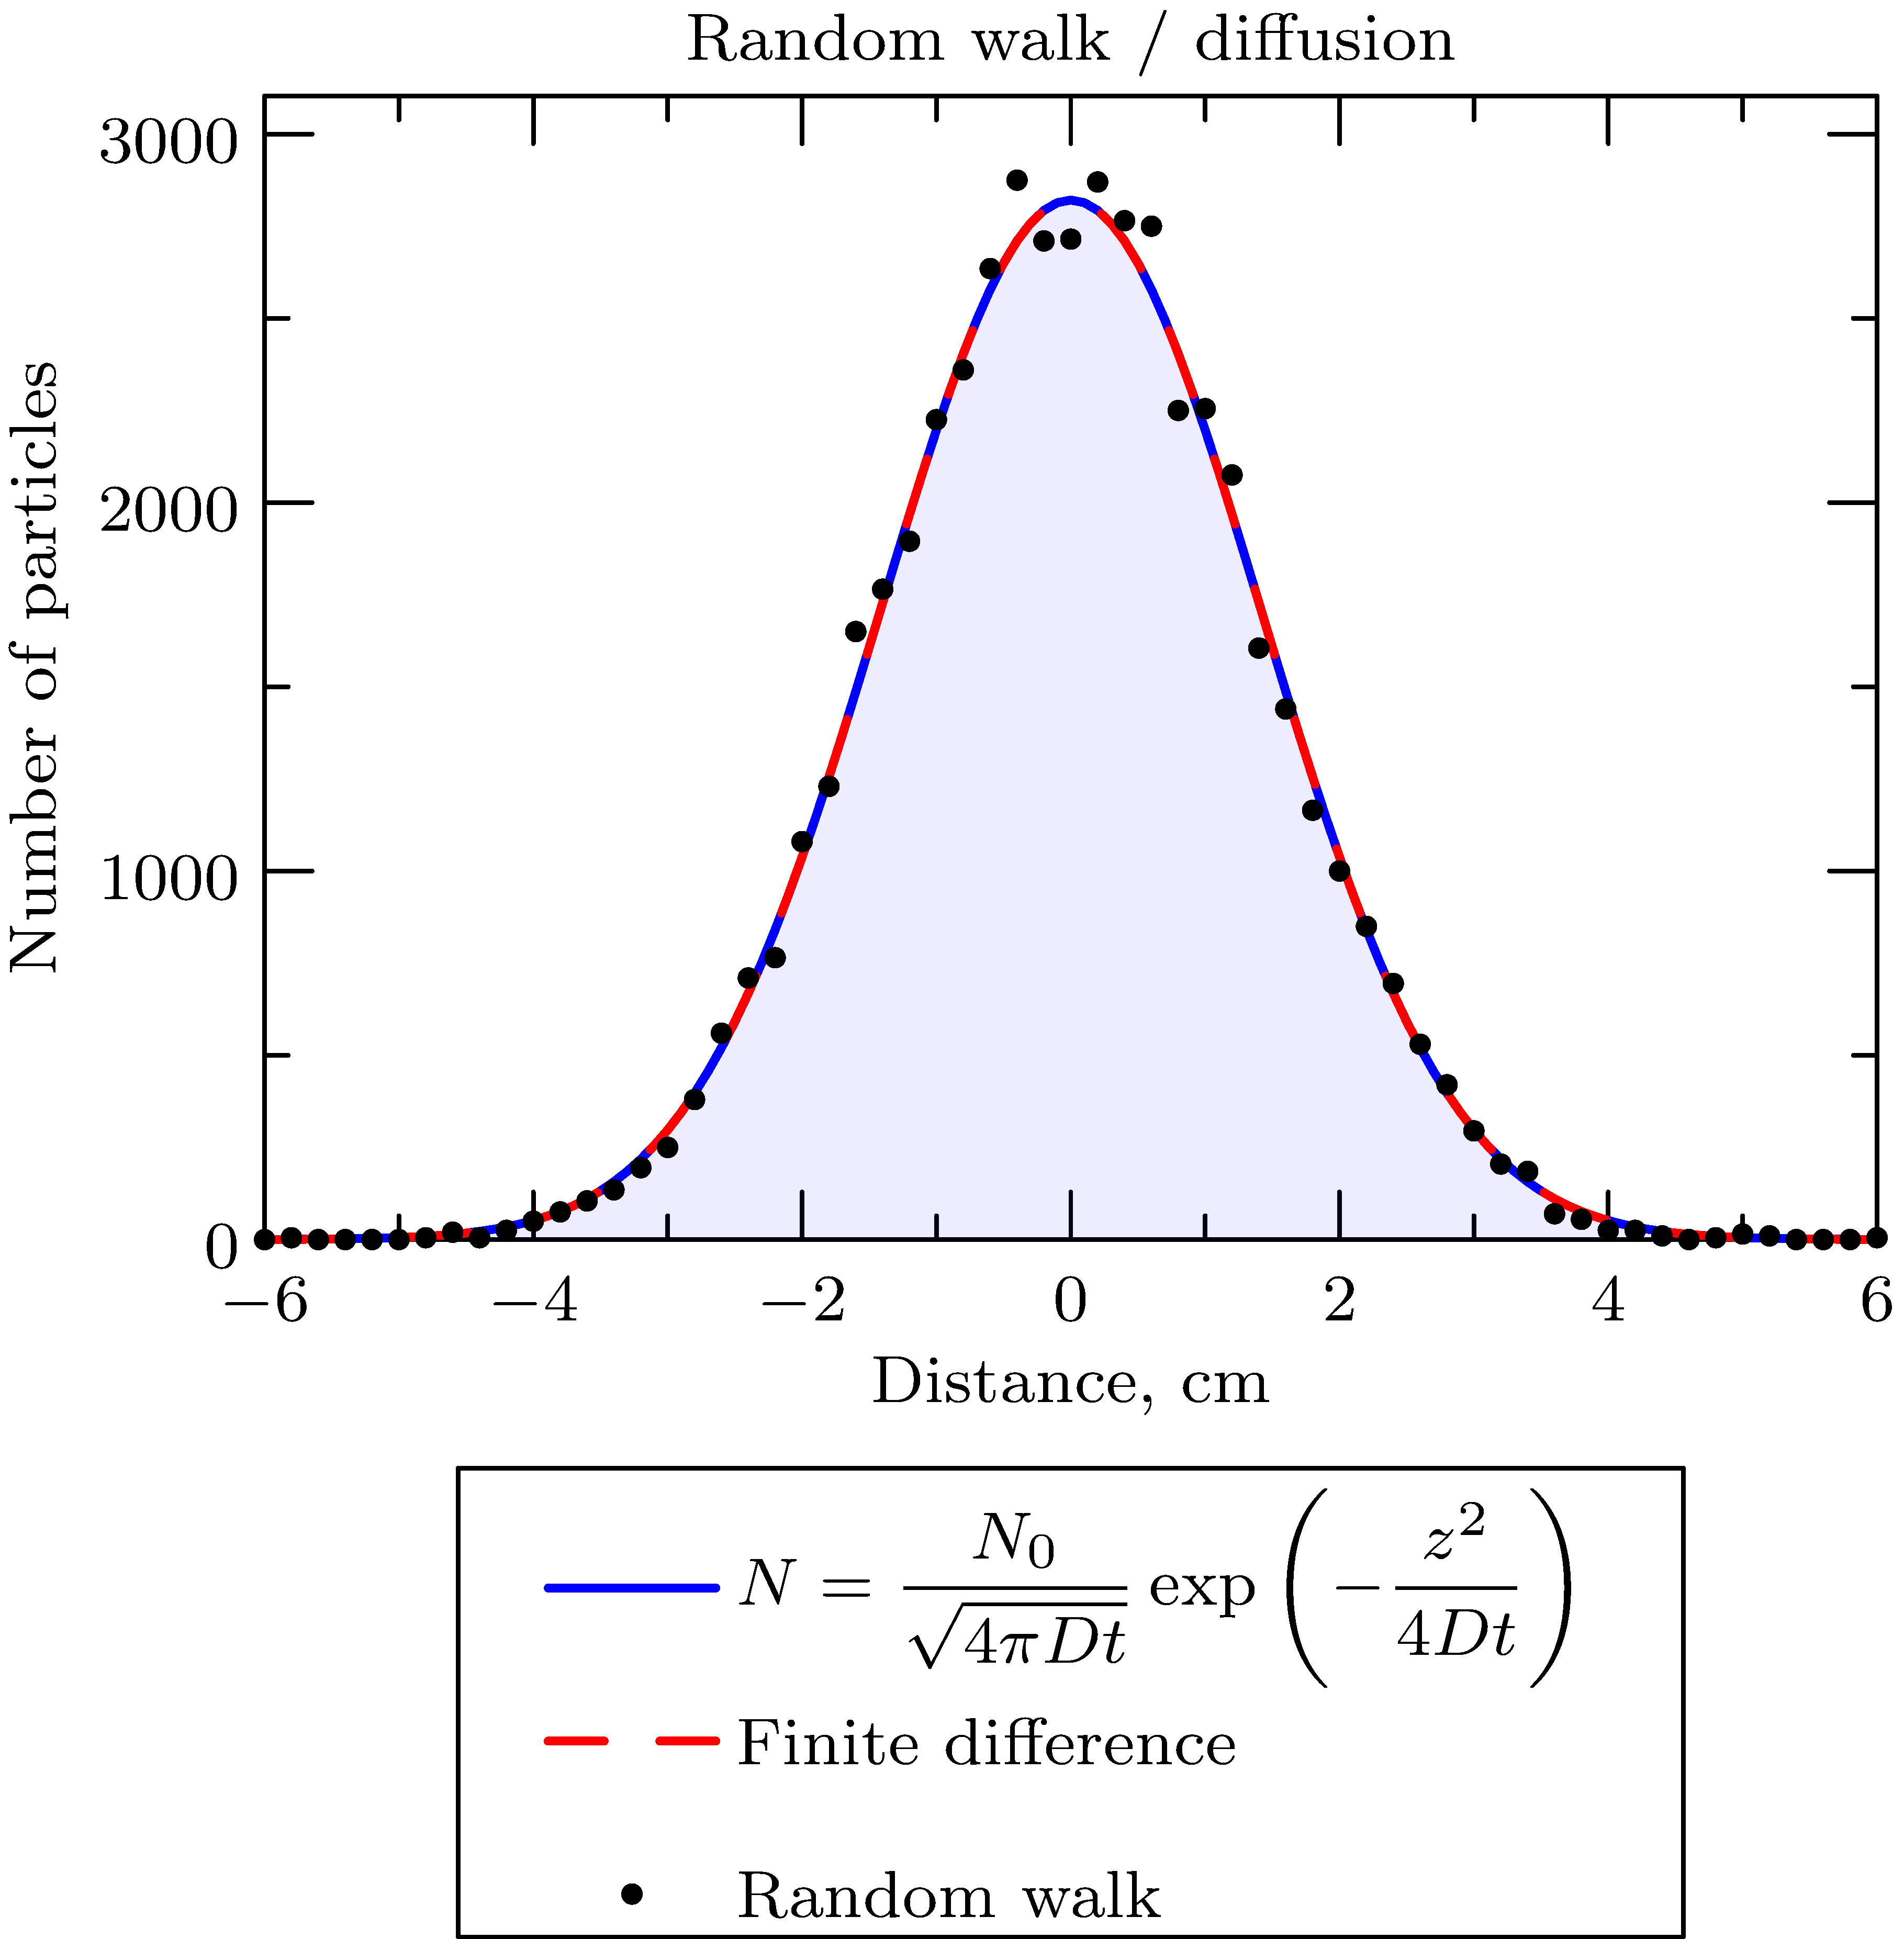 Random walk / diffusion
Number of particles
3000
2000
1000
0
−6 −4 −2 0 2 4 6
Distance, cm
N = N₀ / √(4πDt) exp (−z² / 4Dt)
Finite difference
Random walk